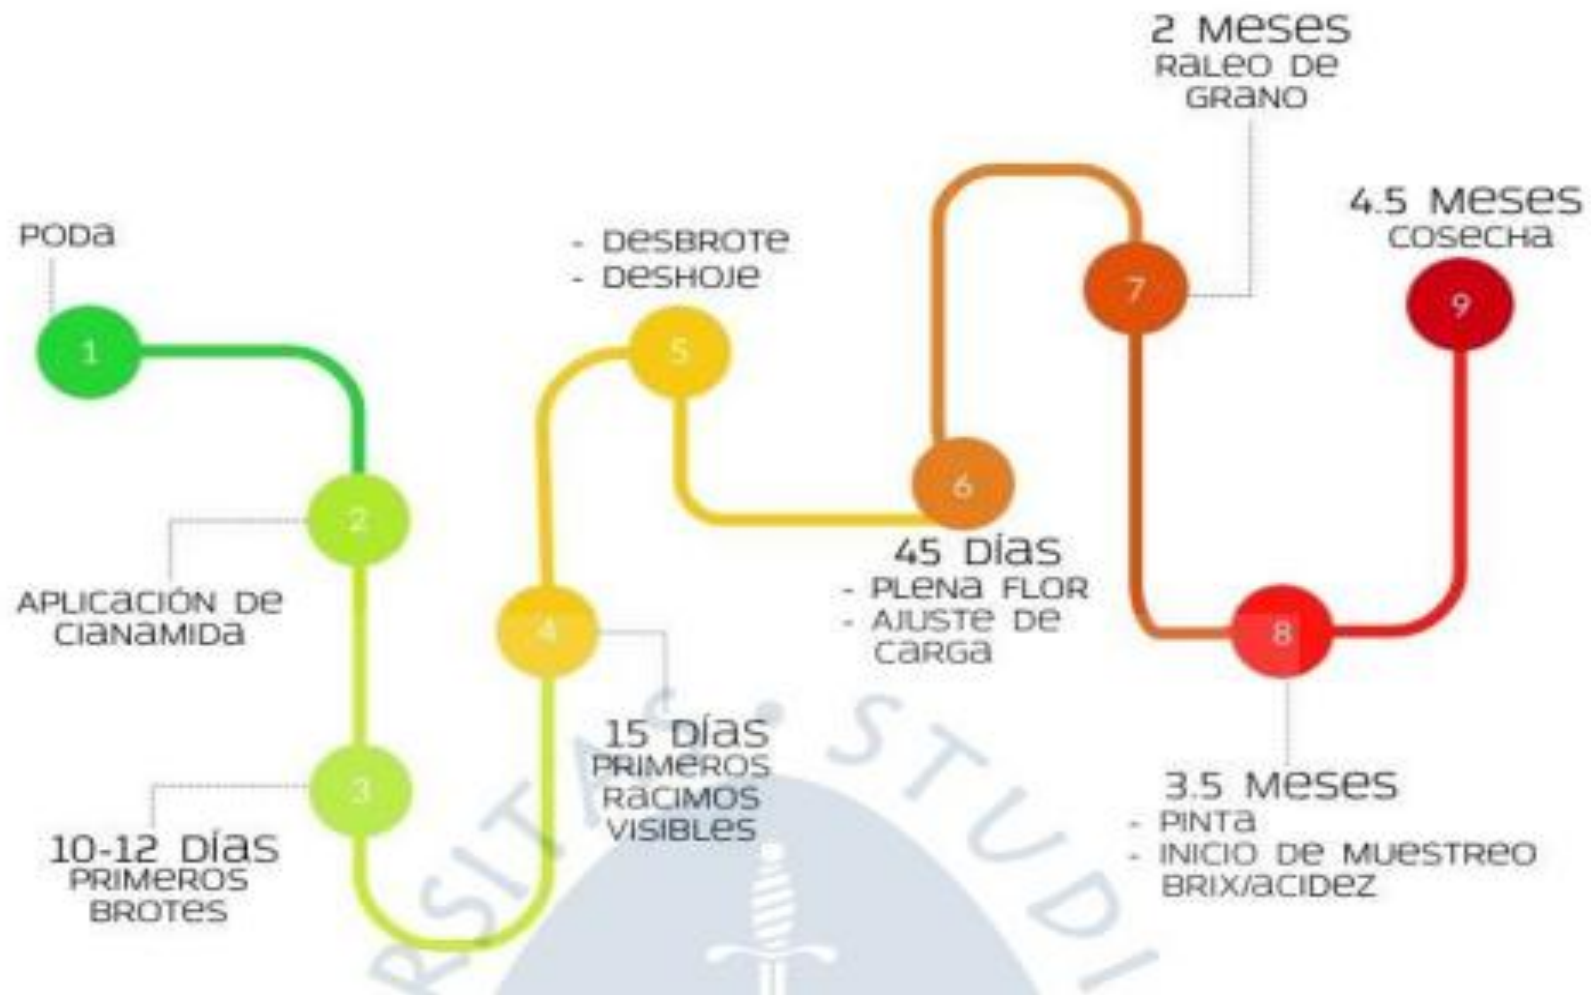 PODA
1
2
APLICACIÓN DE
CIANAMIDA
3
10-12 DÍAS
PRIMEROS
BROTES
4
15 DÍAS
PRIMEROS
RACIMOS
VISIBLES
- DESBROTE
- DESHOJE
5
6
45 DÍAS
- PLENA FLOR
- AJUSTE DE
CARGA
2 MESES
RALEO DE
GRANO
7
8
3.5 MESES
- PINTA
- INICIO DE MUESTREO
BRIX/ACIDEZ
4.5 MESES
COSECHA
9
RSITAS • STUDI